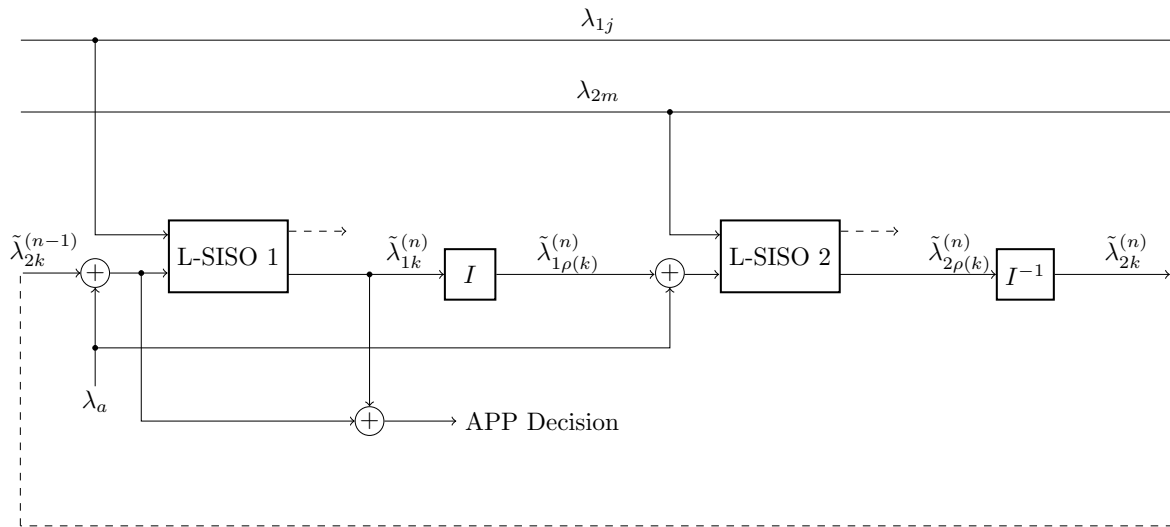 λ_{1j}
λ_{2m}
\tilde{λ}_{2k}^{(n−1)}
+
L-SISO 1
\tilde{λ}_{1k}^{(n)}
I
\tilde{λ}_{1ρ(k)}^{(n)}
+
L-SISO 2
\tilde{λ}_{2ρ(k)}^{(n)}
I^{−1}
\tilde{λ}_{2k}^{(n)}
λ_a
+
APP Decision